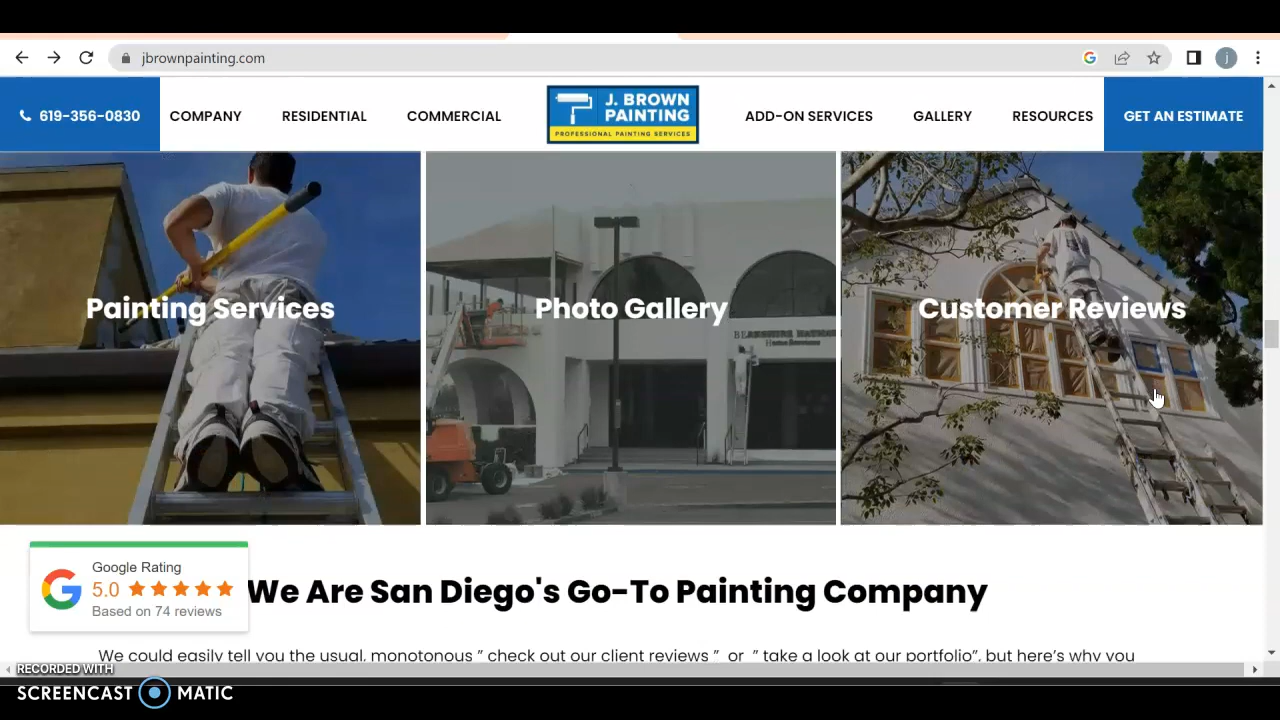 jbrownpainting.com
j
619-356-0830
COMPANY
RESIDENTIAL
COMMERCIAL
J. BROWN
PAINTING
PROFESSIONAL PAINTING SERVICES
ADD-ON SERVICES
GALLERY
RESOURCES
GET AN ESTIMATE
Painting Services
Photo Gallery
Customer Reviews
Google Rating
5.0
Based on 74 reviews
We Are San Diego's Go-To Painting Company
We could easily tell you the usual, monotonous " check out our client reviews " or " take a look at our portfolio", but here's why you
RECORDED WITH
SCREENCAST MATIC